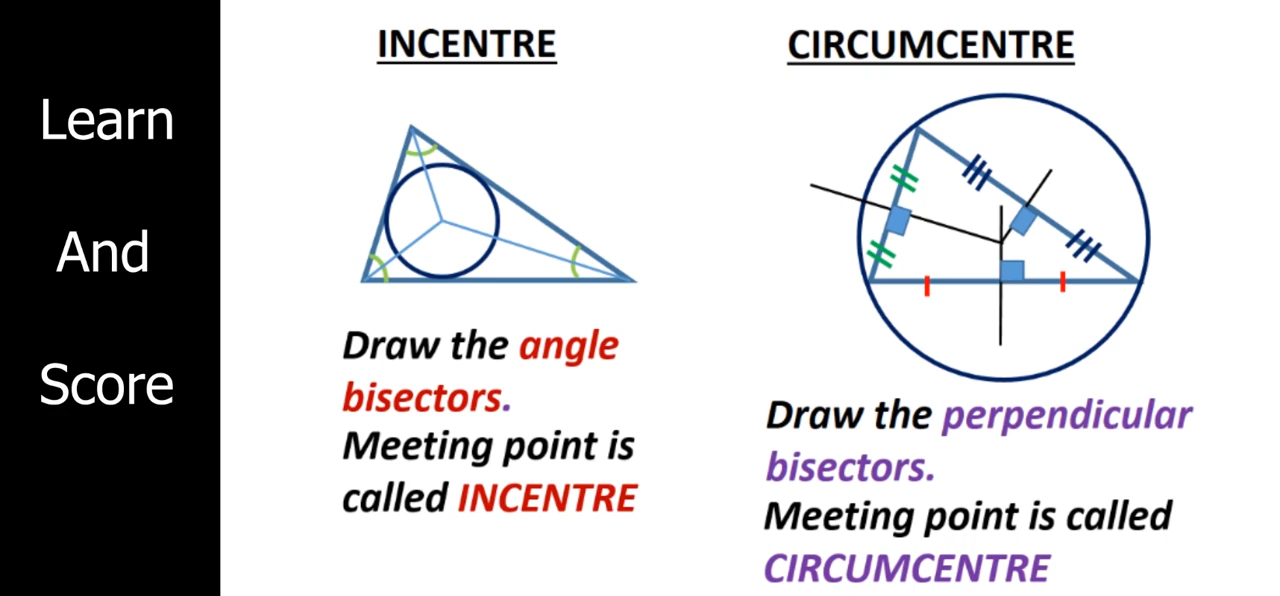 Learn
And
Score
INCENTRE
Draw the angle
bisectors.
Meeting point is
called INCENTRE
CIRCUMCENTRE
Draw the perpendicular
bisectors.
Meeting point is called
CIRCUMCENTRE